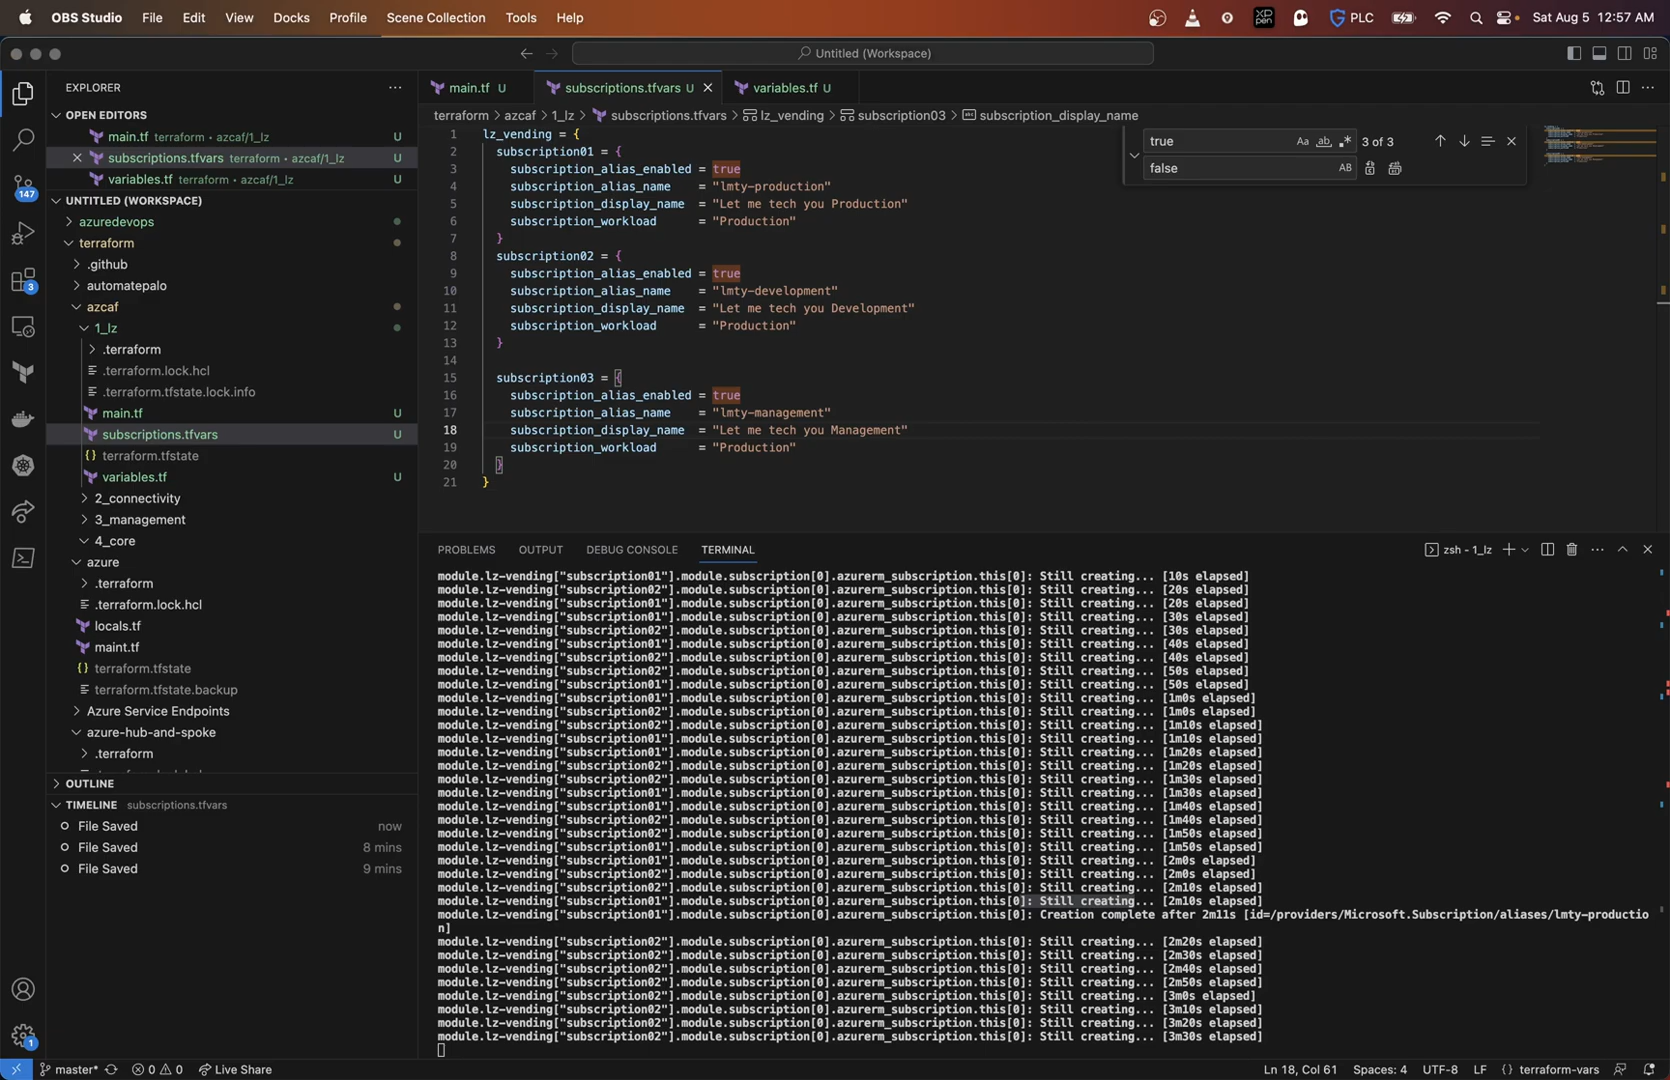 OBS Studio File Edit View Docks Profile Scene Collection Tools Help PLC Sat Aug 5 12:57 AM
Untitled (Workspace)
EXPLORER
OPEN EDITORS
main.tf terraform • azcaf/1_lz U
subscriptions.tfvars terraform • azcaf/1_lz U
variables.tf terraform • azcaf/1_lz U
UNTITLED (WORKSPACE)
azuredevops
terraform
.github
automatepalo
azcaf
1_lz
.terraform
.terraform.lock.hcl
.terraform.tfstate.lock.info
main.tf U
subscriptions.tfvars U
terraform.tfstate
variables.tf U
2_connectivity
3_management
4_core
azure
.terraform
.terraform.lock.hcl
locals.tf
maint.tf
terraform.tfstate
terraform.tfstate.backup
Azure Service Endpoints
azure-hub-and-spoke
.terraform
OUTLINE
TIMELINE subscriptions.tfvars
File Saved now
File Saved 8 mins
File Saved 9 mins
147
3
1
main.tf U subscriptions.tfvars U variables.tf U
terraform > azcaf > 1_lz > subscriptions.tfvars > lz_vending > subscription03 > subscription_display_name
true Aa ab 3 of 3
false AB
1 lz_vending = {
2 subscription01 = {
3 subscription_alias_enabled = true
4 subscription_alias_name = "lmty-production"
5 subscription_display_name = "Let me tech you Production"
6 subscription_workload = "Production"
7 }
8 subscription02 = {
9 subscription_alias_enabled = true
10 subscription_alias_name = "lmty-development"
11 subscription_display_name = "Let me tech you Development"
12 subscription_workload = "Production"
13 }
14
15 subscription03 = {
16 subscription_alias_enabled = true
17 subscription_alias_name = "lmty-management"
18 subscription_display_name = "Let me tech you Management"
19 subscription_workload = "Production"
20 }
21 }
PROBLEMS OUTPUT DEBUG CONSOLE TERMINAL zsh - 1_lz
module.lz-vending["subscription01"].module.subscription[0].azurerm_subscription.this[0]: Still creating... [10s elapsed]
module.lz-vending["subscription02"].module.subscription[0].azurerm_subscription.this[0]: Still creating... [20s elapsed]
module.lz-vending["subscription01"].module.subscription[0].azurerm_subscription.this[0]: Still creating... [20s elapsed]
module.lz-vending["subscription01"].module.subscription[0].azurerm_subscription.this[0]: Still creating... [30s elapsed]
module.lz-vending["subscription02"].module.subscription[0].azurerm_subscription.this[0]: Still creating... [30s elapsed]
module.lz-vending["subscription01"].module.subscription[0].azurerm_subscription.this[0]: Still creating... [40s elapsed]
module.lz-vending["subscription02"].module.subscription[0].azurerm_subscription.this[0]: Still creating... [40s elapsed]
module.lz-vending["subscription02"].module.subscription[0].azurerm_subscription.this[0]: Still creating... [50s elapsed]
module.lz-vending["subscription01"].module.subscription[0].azurerm_subscription.this[0]: Still creating... [50s elapsed]
module.lz-vending["subscription01"].module.subscription[0].azurerm_subscription.this[0]: Still creating... [1m0s elapsed]
module.lz-vending["subscription02"].module.subscription[0].azurerm_subscription.this[0]: Still creating... [1m0s elapsed]
module.lz-vending["subscription02"].module.subscription[0].azurerm_subscription.this[0]: Still creating... [1m10s elapsed]
module.lz-vending["subscription01"].module.subscription[0].azurerm_subscription.this[0]: Still creating... [1m10s elapsed]
module.lz-vending["subscription01"].module.subscription[0].azurerm_subscription.this[0]: Still creating... [1m20s elapsed]
module.lz-vending["subscription02"].module.subscription[0].azurerm_subscription.this[0]: Still creating... [1m20s elapsed]
module.lz-vending["subscription02"].module.subscription[0].azurerm_subscription.this[0]: Still creating... [1m30s elapsed]
module.lz-vending["subscription01"].module.subscription[0].azurerm_subscription.this[0]: Still creating... [1m30s elapsed]
module.lz-vending["subscription01"].module.subscription[0].azurerm_subscription.this[0]: Still creating... [1m40s elapsed]
module.lz-vending["subscription02"].module.subscription[0].azurerm_subscription.this[0]: Still creating... [1m40s elapsed]
module.lz-vending["subscription02"].module.subscription[0].azurerm_subscription.this[0]: Still creating... [1m50s elapsed]
module.lz-vending["subscription01"].module.subscription[0].azurerm_subscription.this[0]: Still creating... [1m50s elapsed]
module.lz-vending["subscription01"].module.subscription[0].azurerm_subscription.this[0]: Still creating... [2m0s elapsed]
module.lz-vending["subscription02"].module.subscription[0].azurerm_subscription.this[0]: Still creating... [2m0s elapsed]
module.lz-vending["subscription02"].module.subscription[0].azurerm_subscription.this[0]: Still creating... [2m10s elapsed]
module.lz-vending["subscription01"].module.subscription[0].azurerm_subscription.this[0]: Still creating... [2m10s elapsed]
module.lz-vending["subscription01"].module.subscription[0].azurerm_subscription.this[0]: Creation complete after 2m11s [id=/providers/Microsoft.Subscription/aliases/lmty-productio
n]
module.lz-vending["subscription02"].module.subscription[0].azurerm_subscription.this[0]: Still creating... [2m20s elapsed]
module.lz-vending["subscription02"].module.subscription[0].azurerm_subscription.this[0]: Still creating... [2m30s elapsed]
module.lz-vending["subscription02"].module.subscription[0].azurerm_subscription.this[0]: Still creating... [2m40s elapsed]
module.lz-vending["subscription02"].module.subscription[0].azurerm_subscription.this[0]: Still creating... [2m50s elapsed]
module.lz-vending["subscription02"].module.subscription[0].azurerm_subscription.this[0]: Still creating... [3m0s elapsed]
module.lz-vending["subscription02"].module.subscription[0].azurerm_subscription.this[0]: Still creating... [3m10s elapsed]
module.lz-vending["subscription02"].module.subscription[0].azurerm_subscription.this[0]: Still creating... [3m20s elapsed]
module.lz-vending["subscription02"].module.subscription[0].azurerm_subscription.this[0]: Still creating... [3m30s elapsed]
master* 0 0 Live Share Ln 18, Col 61 Spaces: 4 UTF-8 LF terraform-vars